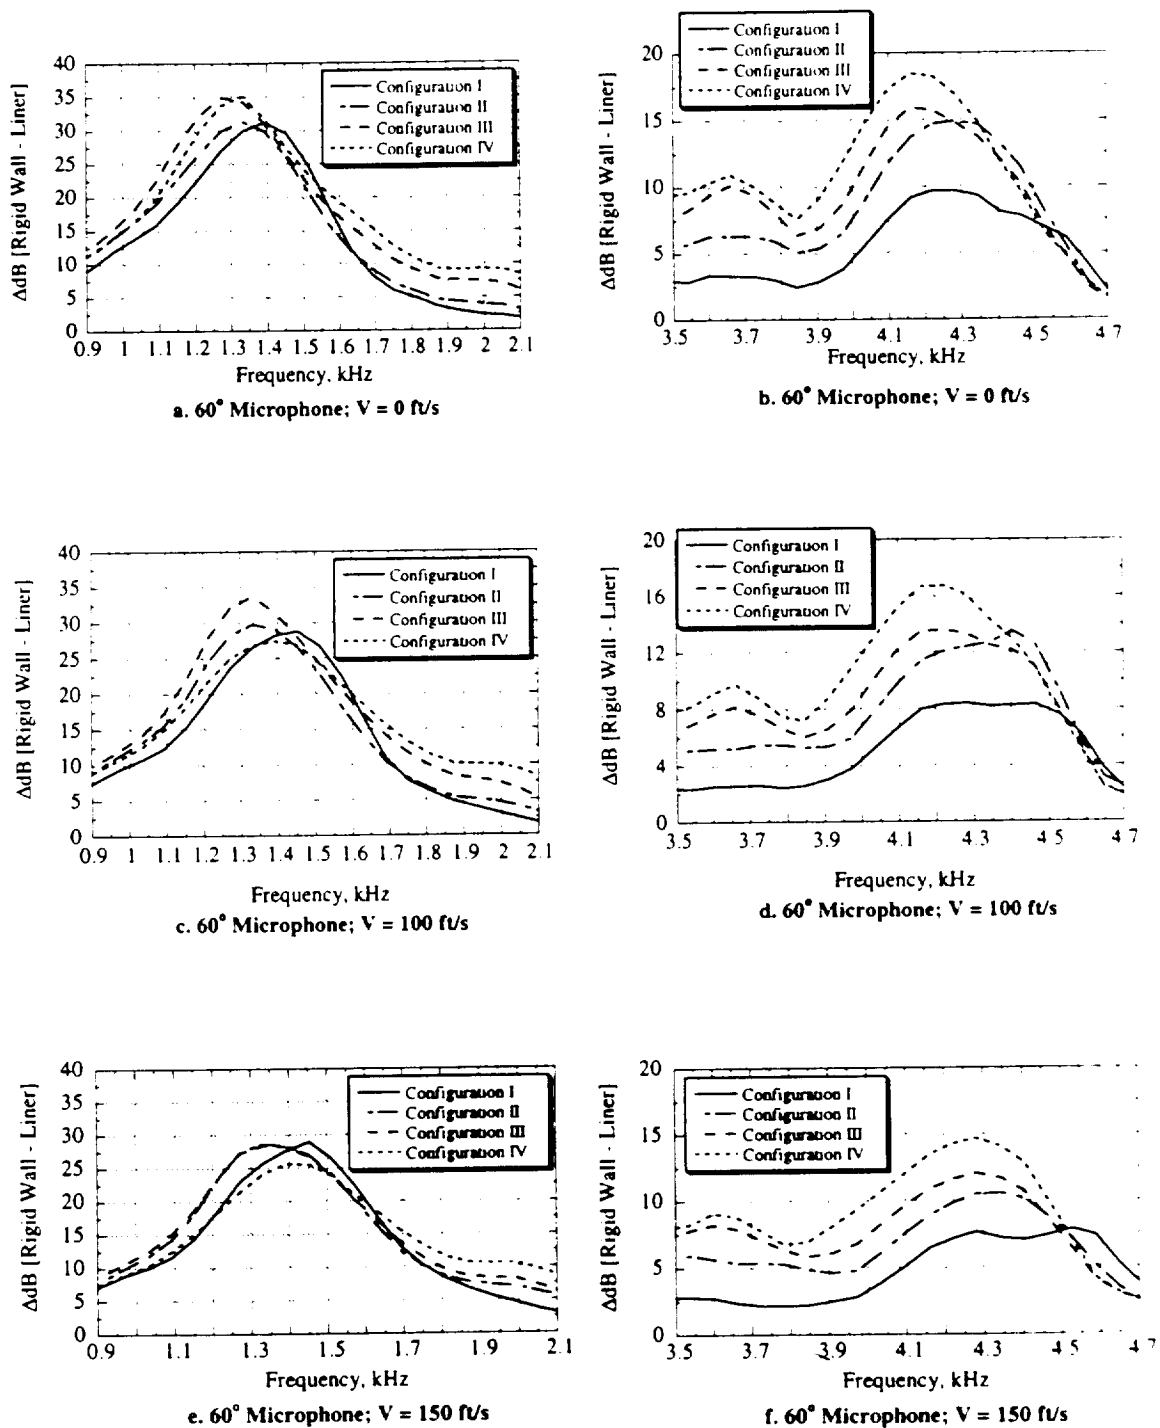 Configuration I
Configuration II
Configuration III
Configuration IV
ΔdB [Rigid Wall - Liner]
40
35
30
25
20
15
10
5
0
0.9 1 1.1 1.2 1.3 1.4 1.5 1.6 1.7 1.8 1.9 2 2.1
Frequency, kHz
a. 60° Microphone; V = 0 ft/s
Configuration I
Configuration II
Configuration III
Configuration IV
ΔdB [Rigid Wall - Liner]
20
15
10
5
0
3.5 3.7 3.9 4.1 4.3 4.5 4.7
Frequency, kHz
b. 60° Microphone; V = 0 ft/s
Configuration I
Configuration II
Configuration III
Configuration IV
ΔdB [Rigid Wall - Liner]
40
35
30
25
20
15
10
5
0
0.9 1 1.1 1.2 1.3 1.4 1.5 1.6 1.7 1.8 1.9 2 2.1
Frequency, kHz
c. 60° Microphone; V = 100 ft/s
Configuration I
Configuration II
Configuration III
Configuration IV
ΔdB [Rigid Wall - Liner]
20
16
12
8
4
0
3.5 3.7 3.9 4.1 4.3 4.5 4.7
Frequency, kHz
d. 60° Microphone; V = 100 ft/s
Configuration I
Configuration II
Configuration III
Configuration IV
ΔdB [Rigid Wall - Liner]
40
35
30
25
20
15
10
5
0
0.9 1.1 1.3 1.5 1.7 1.9 2.1
Frequency, kHz
e. 60° Microphone; V = 150 ft/s
Configuration I
Configuration II
Configuration III
Configuration IV
ΔdB [Rigid Wall - Liner]
20
15
10
5
0
3.5 3.7 3.9 4.1 4.3 4.5 4.7
Frequency, kHz
f. 60° Microphone; V = 150 ft/s